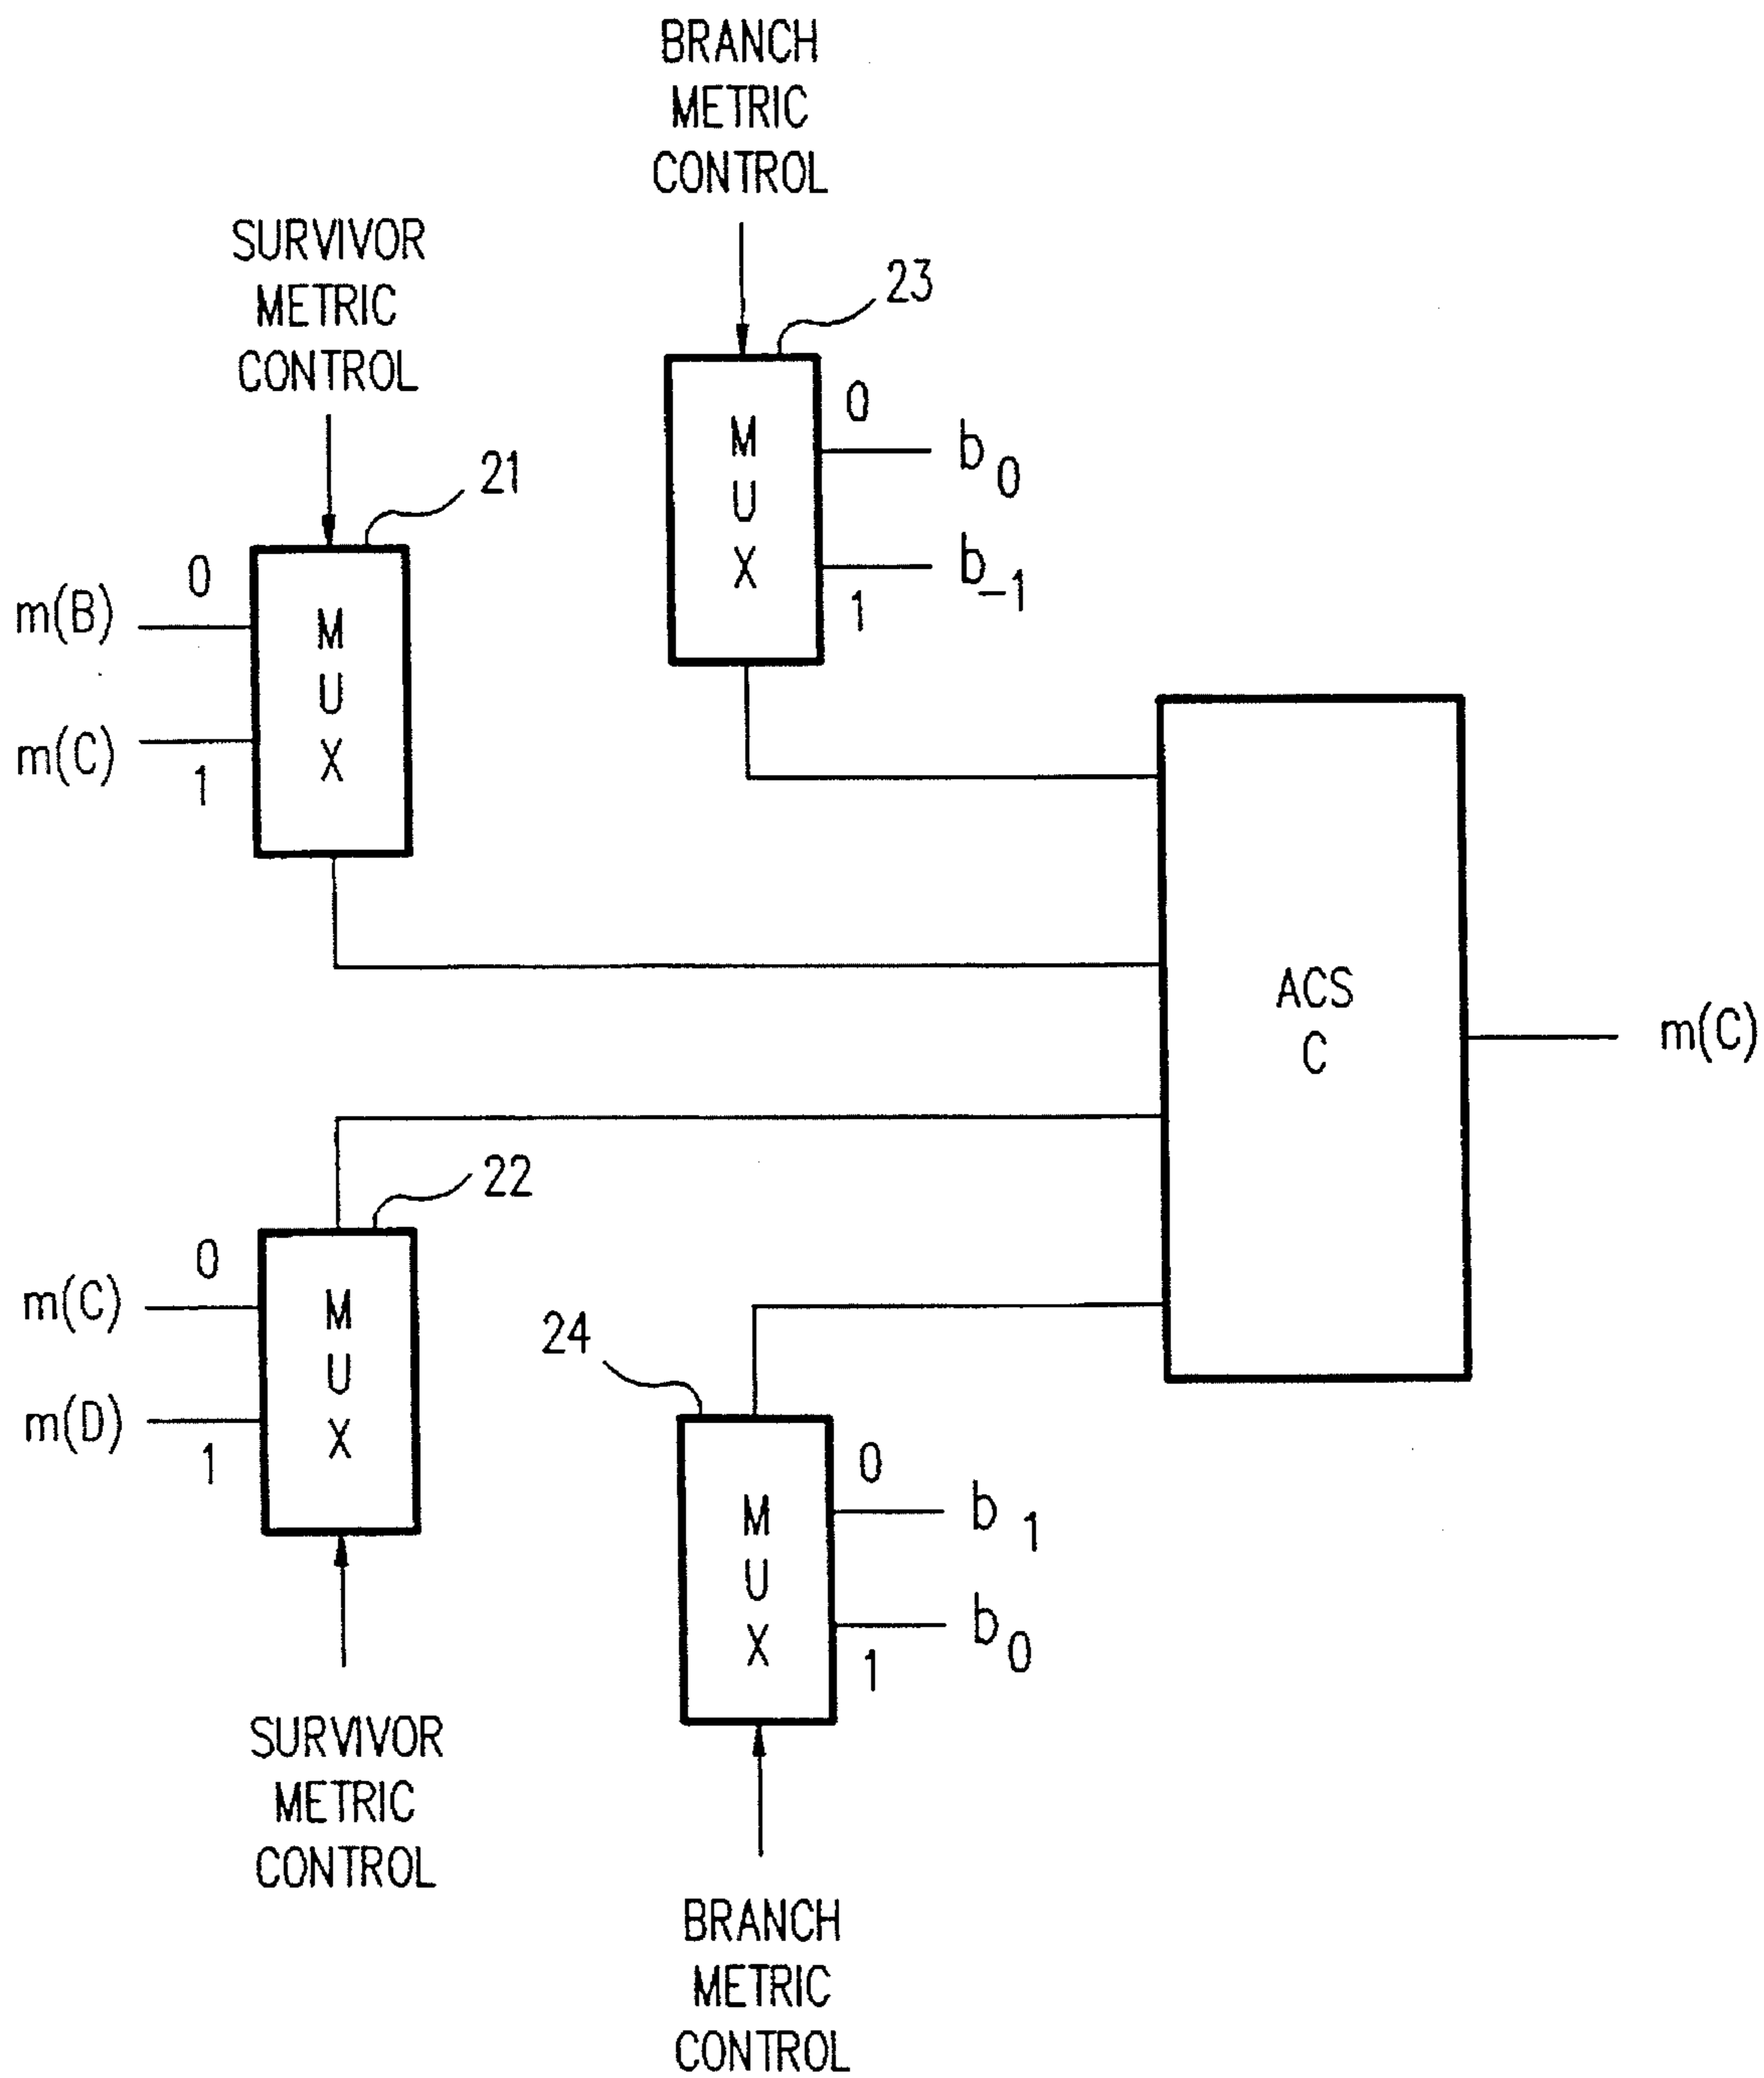 BRANCH
METRIC
CONTROL
SURVIVOR
METRIC
CONTROL
23
0
M
U
X
b0
b-1
1
21
0
m(B)
M
U
X
m(C)
1
ACS
C
m(C)
22
0
m(C)
M
U
X
m(D)
1
24
0
M
U
X
b1
b0
1
SURVIVOR
METRIC
CONTROL
BRANCH
METRIC
CONTROL